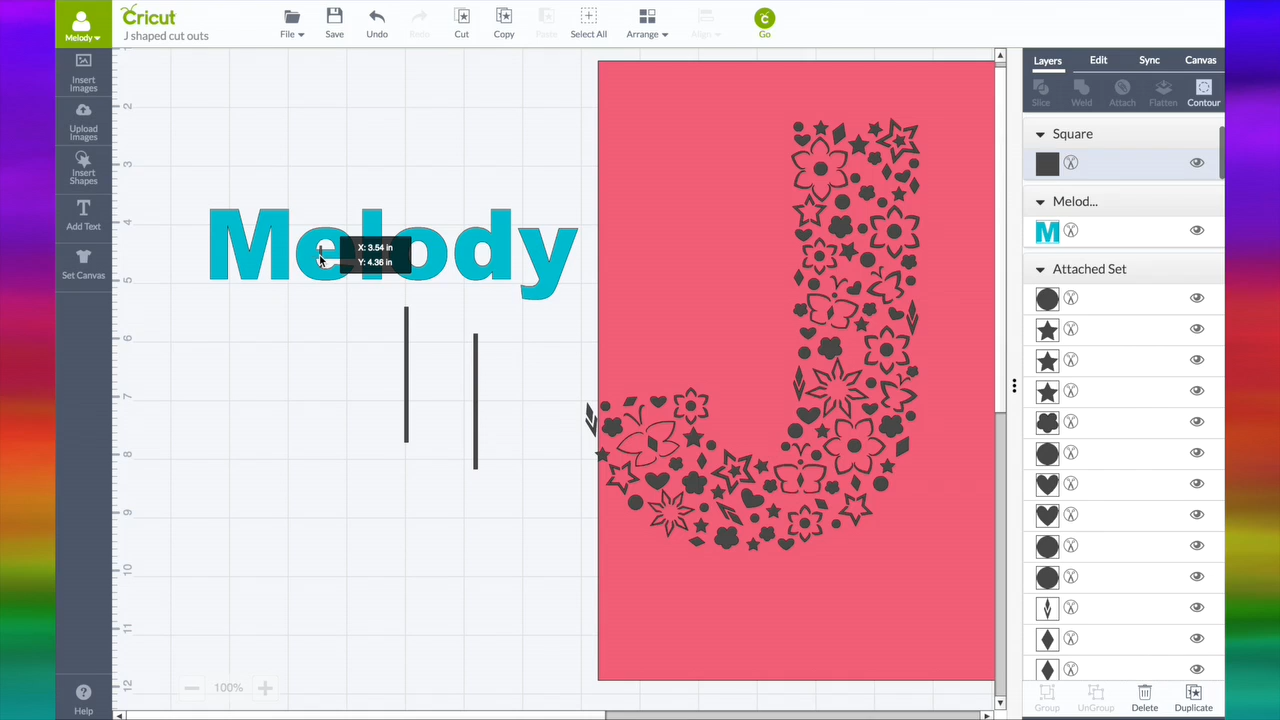 Melody
Cricut
J shaped cut outs
File
Save
Undo
Redo
Cut
Copy
Paste
Select All
Arrange
Align
Go
Insert
Images
Upload
Images
Insert
Shapes
Add Text
Set Canvas
Help
2
3
4
5
6
7
8
9
10
11
12
Melody
X: 3.54 in
Y: 4.36 in
100%
Layers
Edit
Sync
Canvas
Slice
Weld
Attach
Flatten
Contour
Square
Melod...
M
Attached Set
Group
UnGroup
Delete
Duplicate